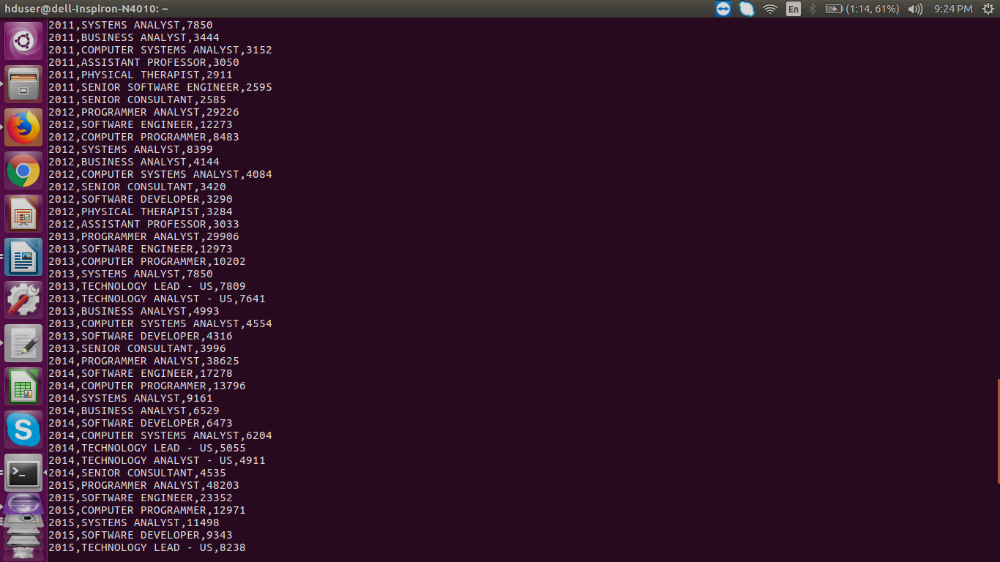 hduser@dell-Inspiron-N4010: ~
En
(1:14, 61%)
9:24 PM
2011,SYSTEMS ANALYST,7850
2011,BUSINESS ANALYST,3444
2011,COMPUTER SYSTEMS ANALYST,3152
2011,ASSISTANT PROFESSOR,3050
2011,PHYSICAL THERAPIST,2911
2011,SENIOR SOFTWARE ENGINEER,2595
2011,SENIOR CONSULTANT,2585
2012,PROGRAMMER ANALYST,29226
2012,SOFTWARE ENGINEER,12273
2012,COMPUTER PROGRAMMER,8483
2012,SYSTEMS ANALYST,8399
2012,BUSINESS ANALYST,4144
2012,COMPUTER SYSTEMS ANALYST,4084
2012,SENIOR CONSULTANT,3420
2012,SOFTWARE DEVELOPER,3290
2012,PHYSICAL THERAPIST,3284
2012,ASSISTANT PROFESSOR,3033
2013,PROGRAMMER ANALYST,29906
2013,SOFTWARE ENGINEER,12973
2013,COMPUTER PROGRAMMER,10202
2013,SYSTEMS ANALYST,7850
2013,TECHNOLOGY LEAD - US,7809
2013,TECHNOLOGY ANALYST - US,7641
2013,BUSINESS ANALYST,4993
2013,COMPUTER SYSTEMS ANALYST,4554
2013,SOFTWARE DEVELOPER,4316
2013,SENIOR CONSULTANT,3996
2014,PROGRAMMER ANALYST,38625
2014,SOFTWARE ENGINEER,17278
2014,COMPUTER PROGRAMMER,13796
2014,SYSTEMS ANALYST,9161
2014,BUSINESS ANALYST,6529
2014,SOFTWARE DEVELOPER,6473
2014,COMPUTER SYSTEMS ANALYST,6204
2014,TECHNOLOGY LEAD - US,5055
2014,TECHNOLOGY ANALYST - US,4911
2014,SENIOR CONSULTANT,4535
2015,PROGRAMMER ANALYST,48203
2015,SOFTWARE ENGINEER,23352
2015,COMPUTER PROGRAMMER,12971
2015,SYSTEMS ANALYST,11498
2015,SOFTWARE DEVELOPER,9343
2015,TECHNOLOGY LEAD - US,8238